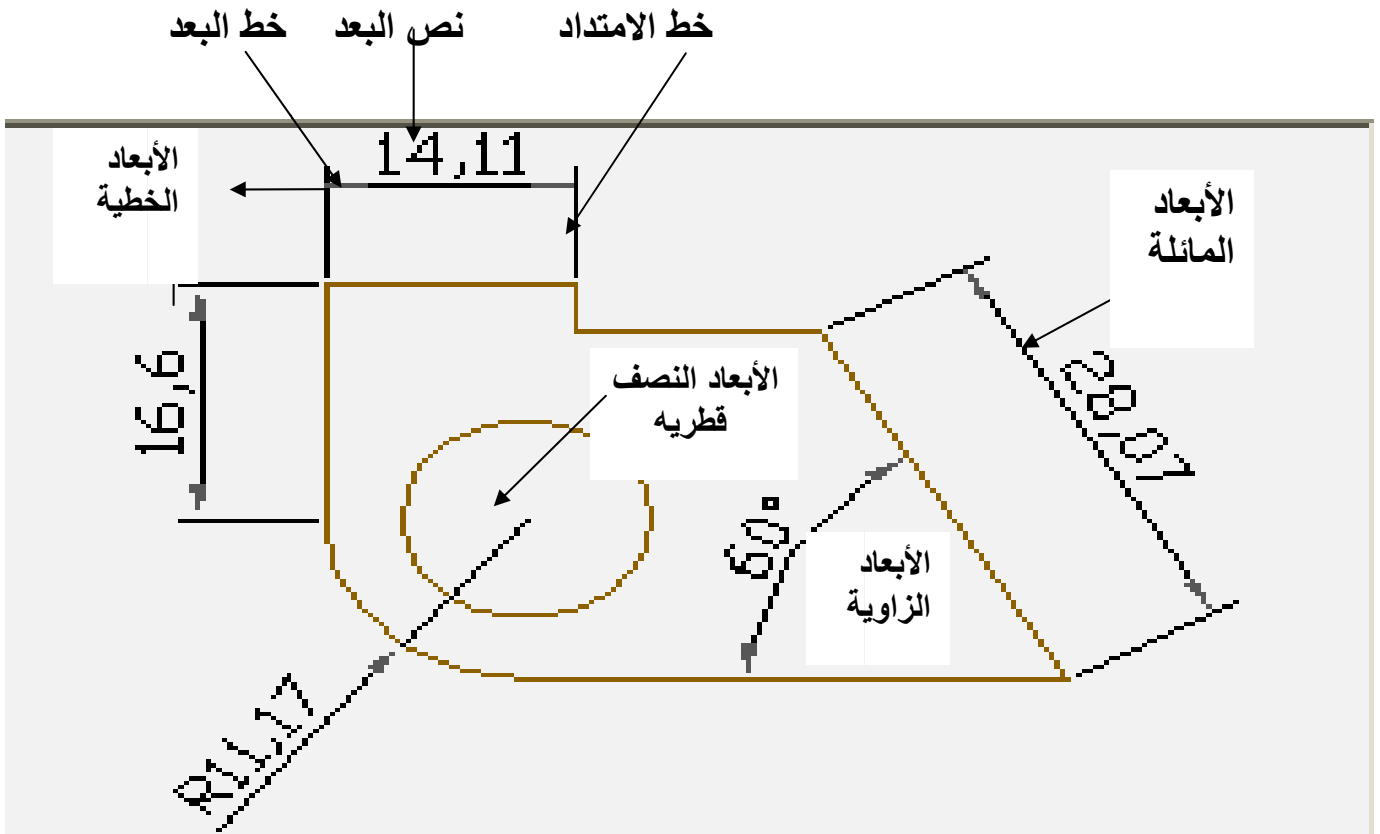 خط الامتداد
نص البعد
خط البعد
14,11
الأبعاد
الخطية
الأبعاد
المائلة
16,6
الأبعاد النصف
قطريه
28,07
60°
الأبعاد
الزاوية
R11,17